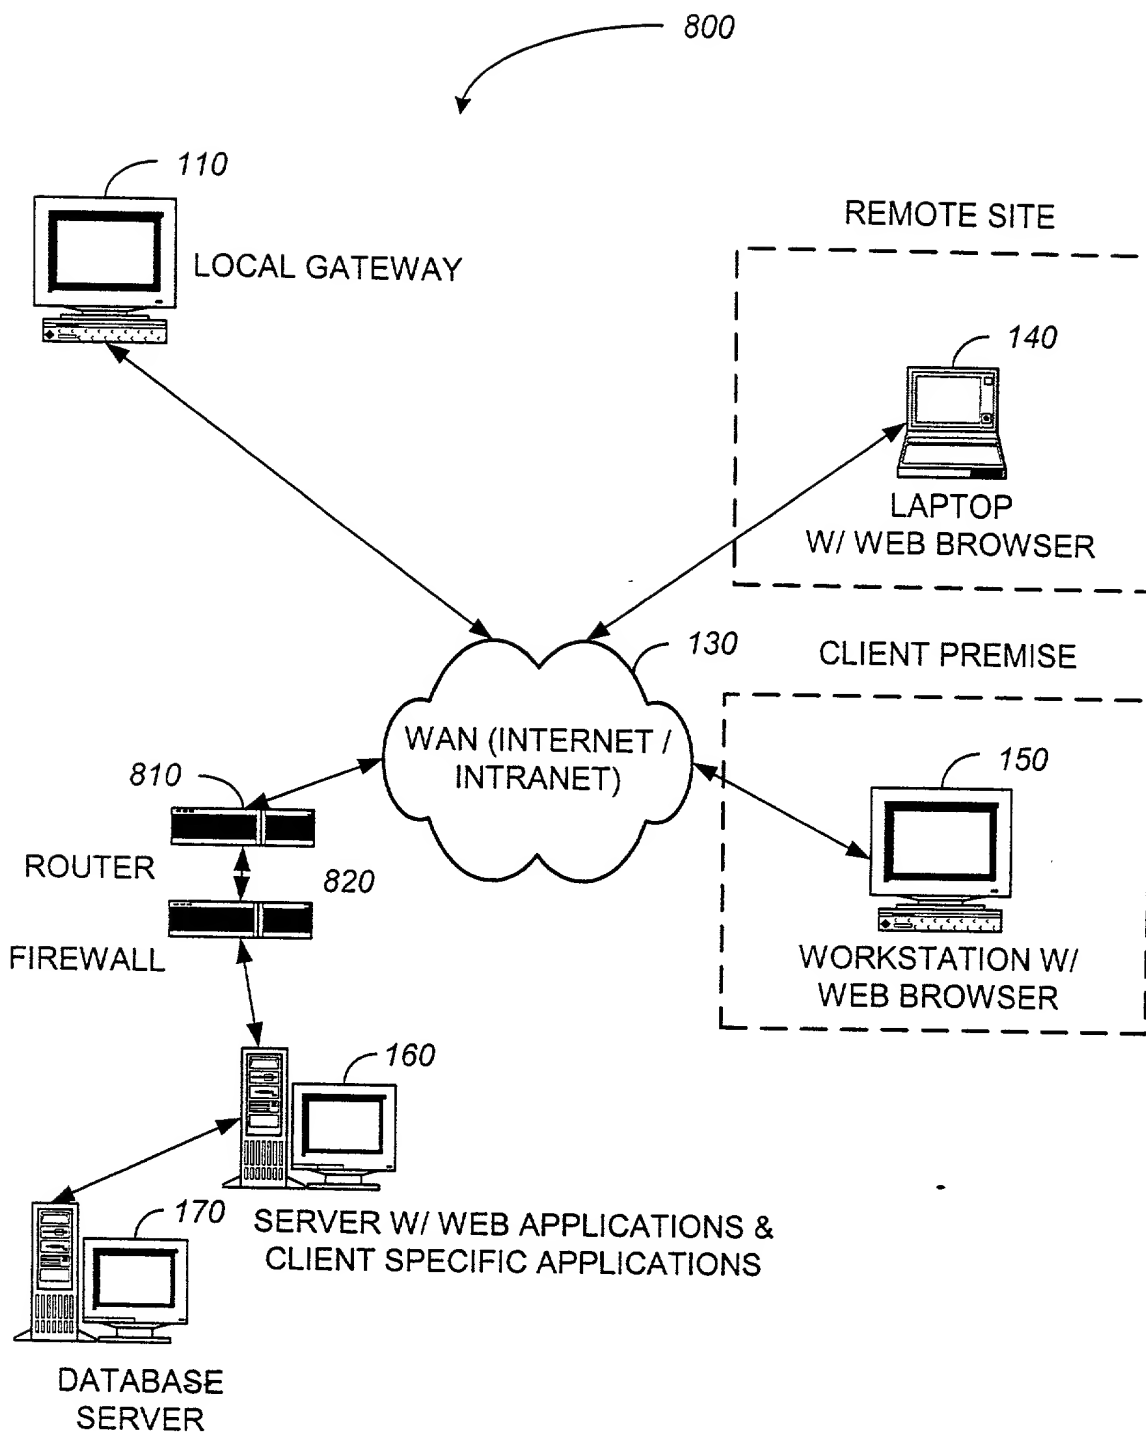 800
110
LOCAL GATEWAY
REMOTE SITE
140
LAPTOP
W/ WEB BROWSER
130
WAN (INTERNET /
INTRANET)
CLIENT PREMISE
150
WORKSTATION W/
WEB BROWSER
810
ROUTER
820
FIREWALL
160
SERVER W/ WEB APPLICATIONS &
CLIENT SPECIFIC APPLICATIONS
170
DATABASE
SERVER